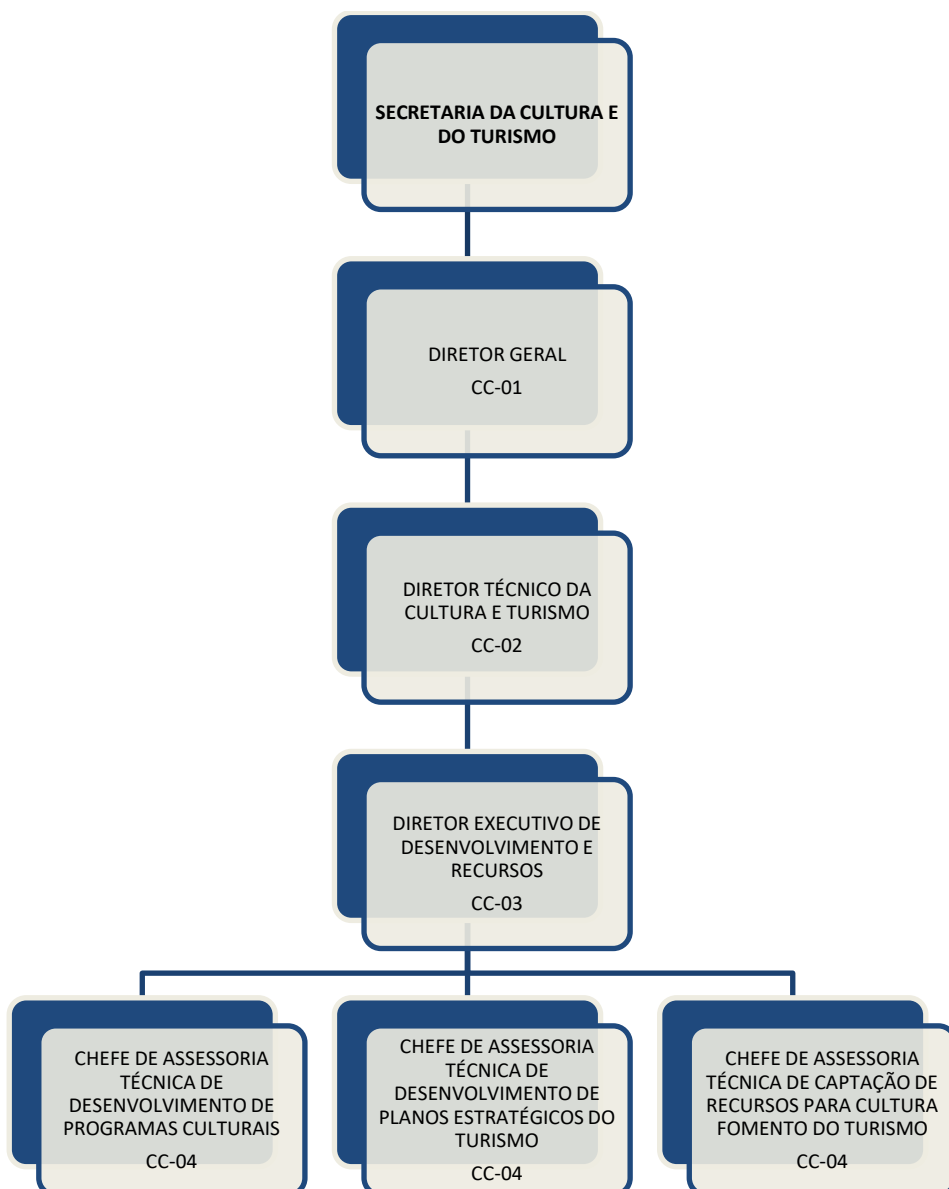 SECRETARIA DA CULTURA E
DO TURISMO
DIRETOR GERAL
CC-01
DIRETOR TÉCNICO DA
CULTURA E TURISMO
CC-02
DIRETOR EXECUTIVO DE
DESENVOLVIMENTO E
RECURSOS
CC-03
CHEFE DE ASSESSORIA
TÉCNICA DE
DESENVOLVIMENTO DE
PROGRAMAS CULTURAIS
CC-04
CHEFE DE ASSESSORIA
TÉCNICA DE
DESENVOLVIMENTO DE
PLANOS ESTRATÉGICOS DO
TURISMO
CC-04
CHEFE DE ASSESSORIA
TÉCNICA DE CAPTAÇÃO DE
RECURSOS PARA CULTURA
FOMENTO DO TURISMO
CC-04